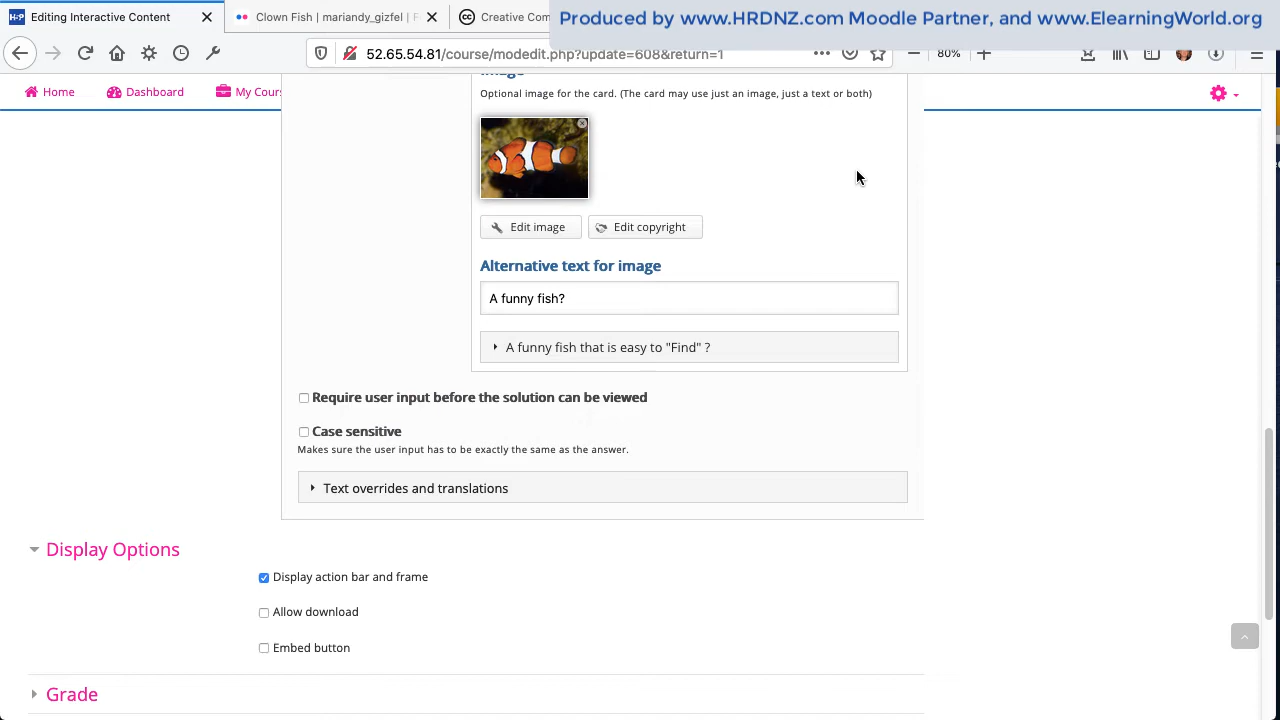 Editing Interactive Content
Clown Fish | mariandy_gizfel | F
Creative Com
Produced by www.HRDNZ.com Moodle Partner, and www.ElearningWorld.org
52.65.54.81/course/modedit.php?update=608&return=1
80%
Home
Dashboard
My Cours
Image
Optional image for the card. (The card may use just an image, just a text or both)
Edit image
Edit copyright
Alternative text for image
A funny fish?
A funny fish that is easy to "Find" ?
Require user input before the solution can be viewed
Case sensitive
Makes sure the user input has to be exactly the same as the answer.
Text overrides and translations
Display Options
Display action bar and frame
Allow download
Embed button
Grade